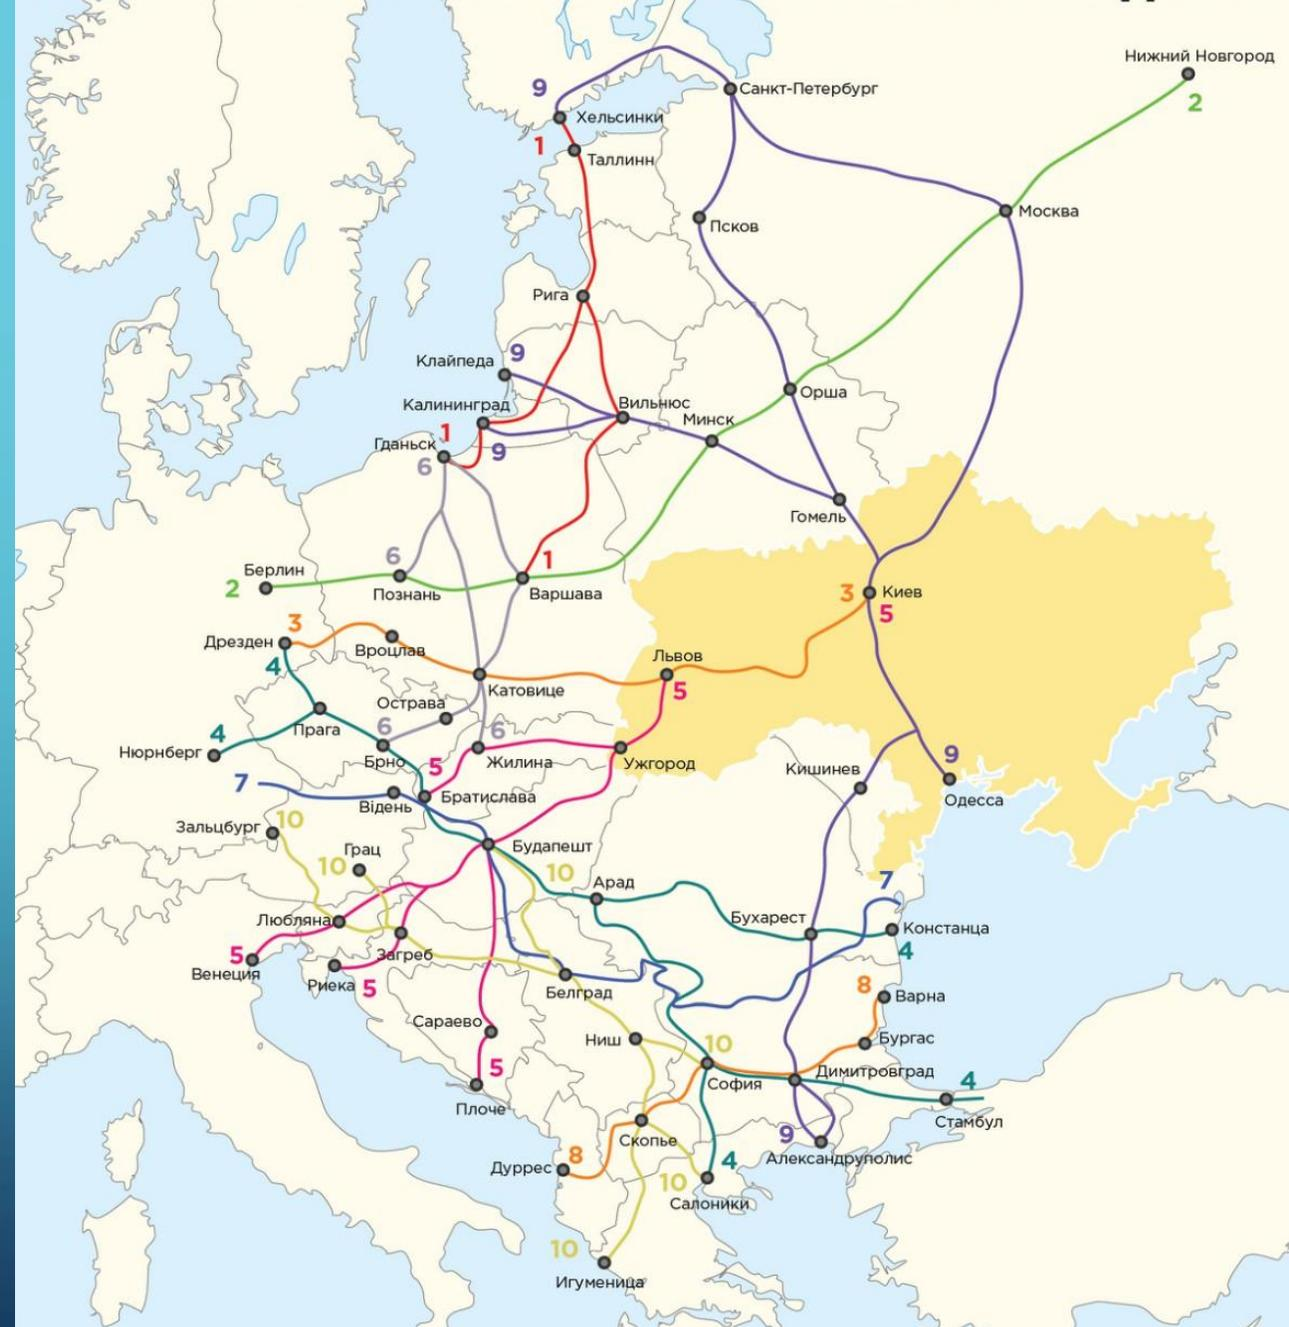 Нижний Новгород
2
9
Санкт-Петербург
Хельсинки
1
Таллинн
Москва
Псков
Рига
Клайпеда
9
Калининград
Вильнюс
Орша
Минск
1
Гданьск
9
6
Гомель
6
1
Берлин
2
Познань
Варшава
3
Киев
5
3
Дрезден
Вроцлав
4
Львов
5
Катовице
Острава
4
Прага
6
6
Нюрнберг
Брно
5
Жилина
Ужгород
9
7
Кишинев
Відень
Братислава
Одесса
Зальцбург
10
Грац
10
Будапешт
10
7
Арад
Любляна
Бухарест
Констанца
4
5
Загреб
Венеция
Риека
5
Белград
8
Варна
Сараево
Ниш
10
Бургас
5
София
Димитровград
4
Плоче
Стамбул
Скопье
9
Александруполис
Дуррес
8
4
10
Салоники
10
Игуменица